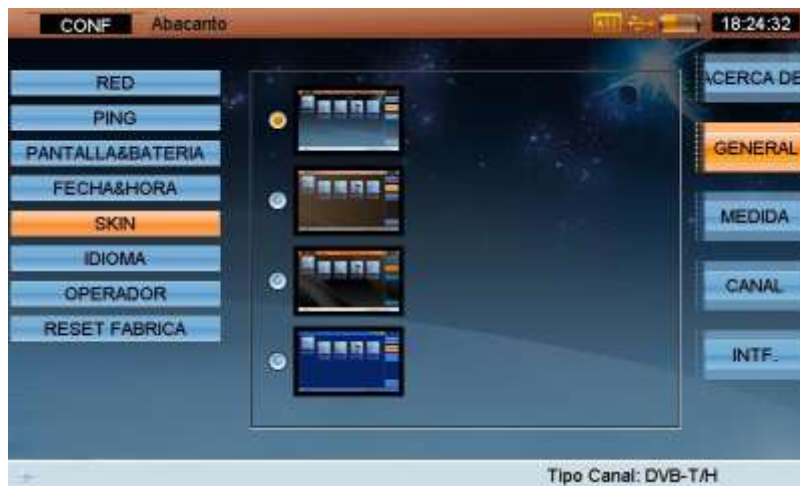 CONF Abacanto 18:24:32
RED
PING
PANTALLA&BATERIA
FECHA&HORA
SKIN
IDIOMA
OPERADOR
RESET FABRICA
ACERCA DE
GENERAL
MEDIDA
CANAL
INTF.
Tipo Canal: DVB-T/H